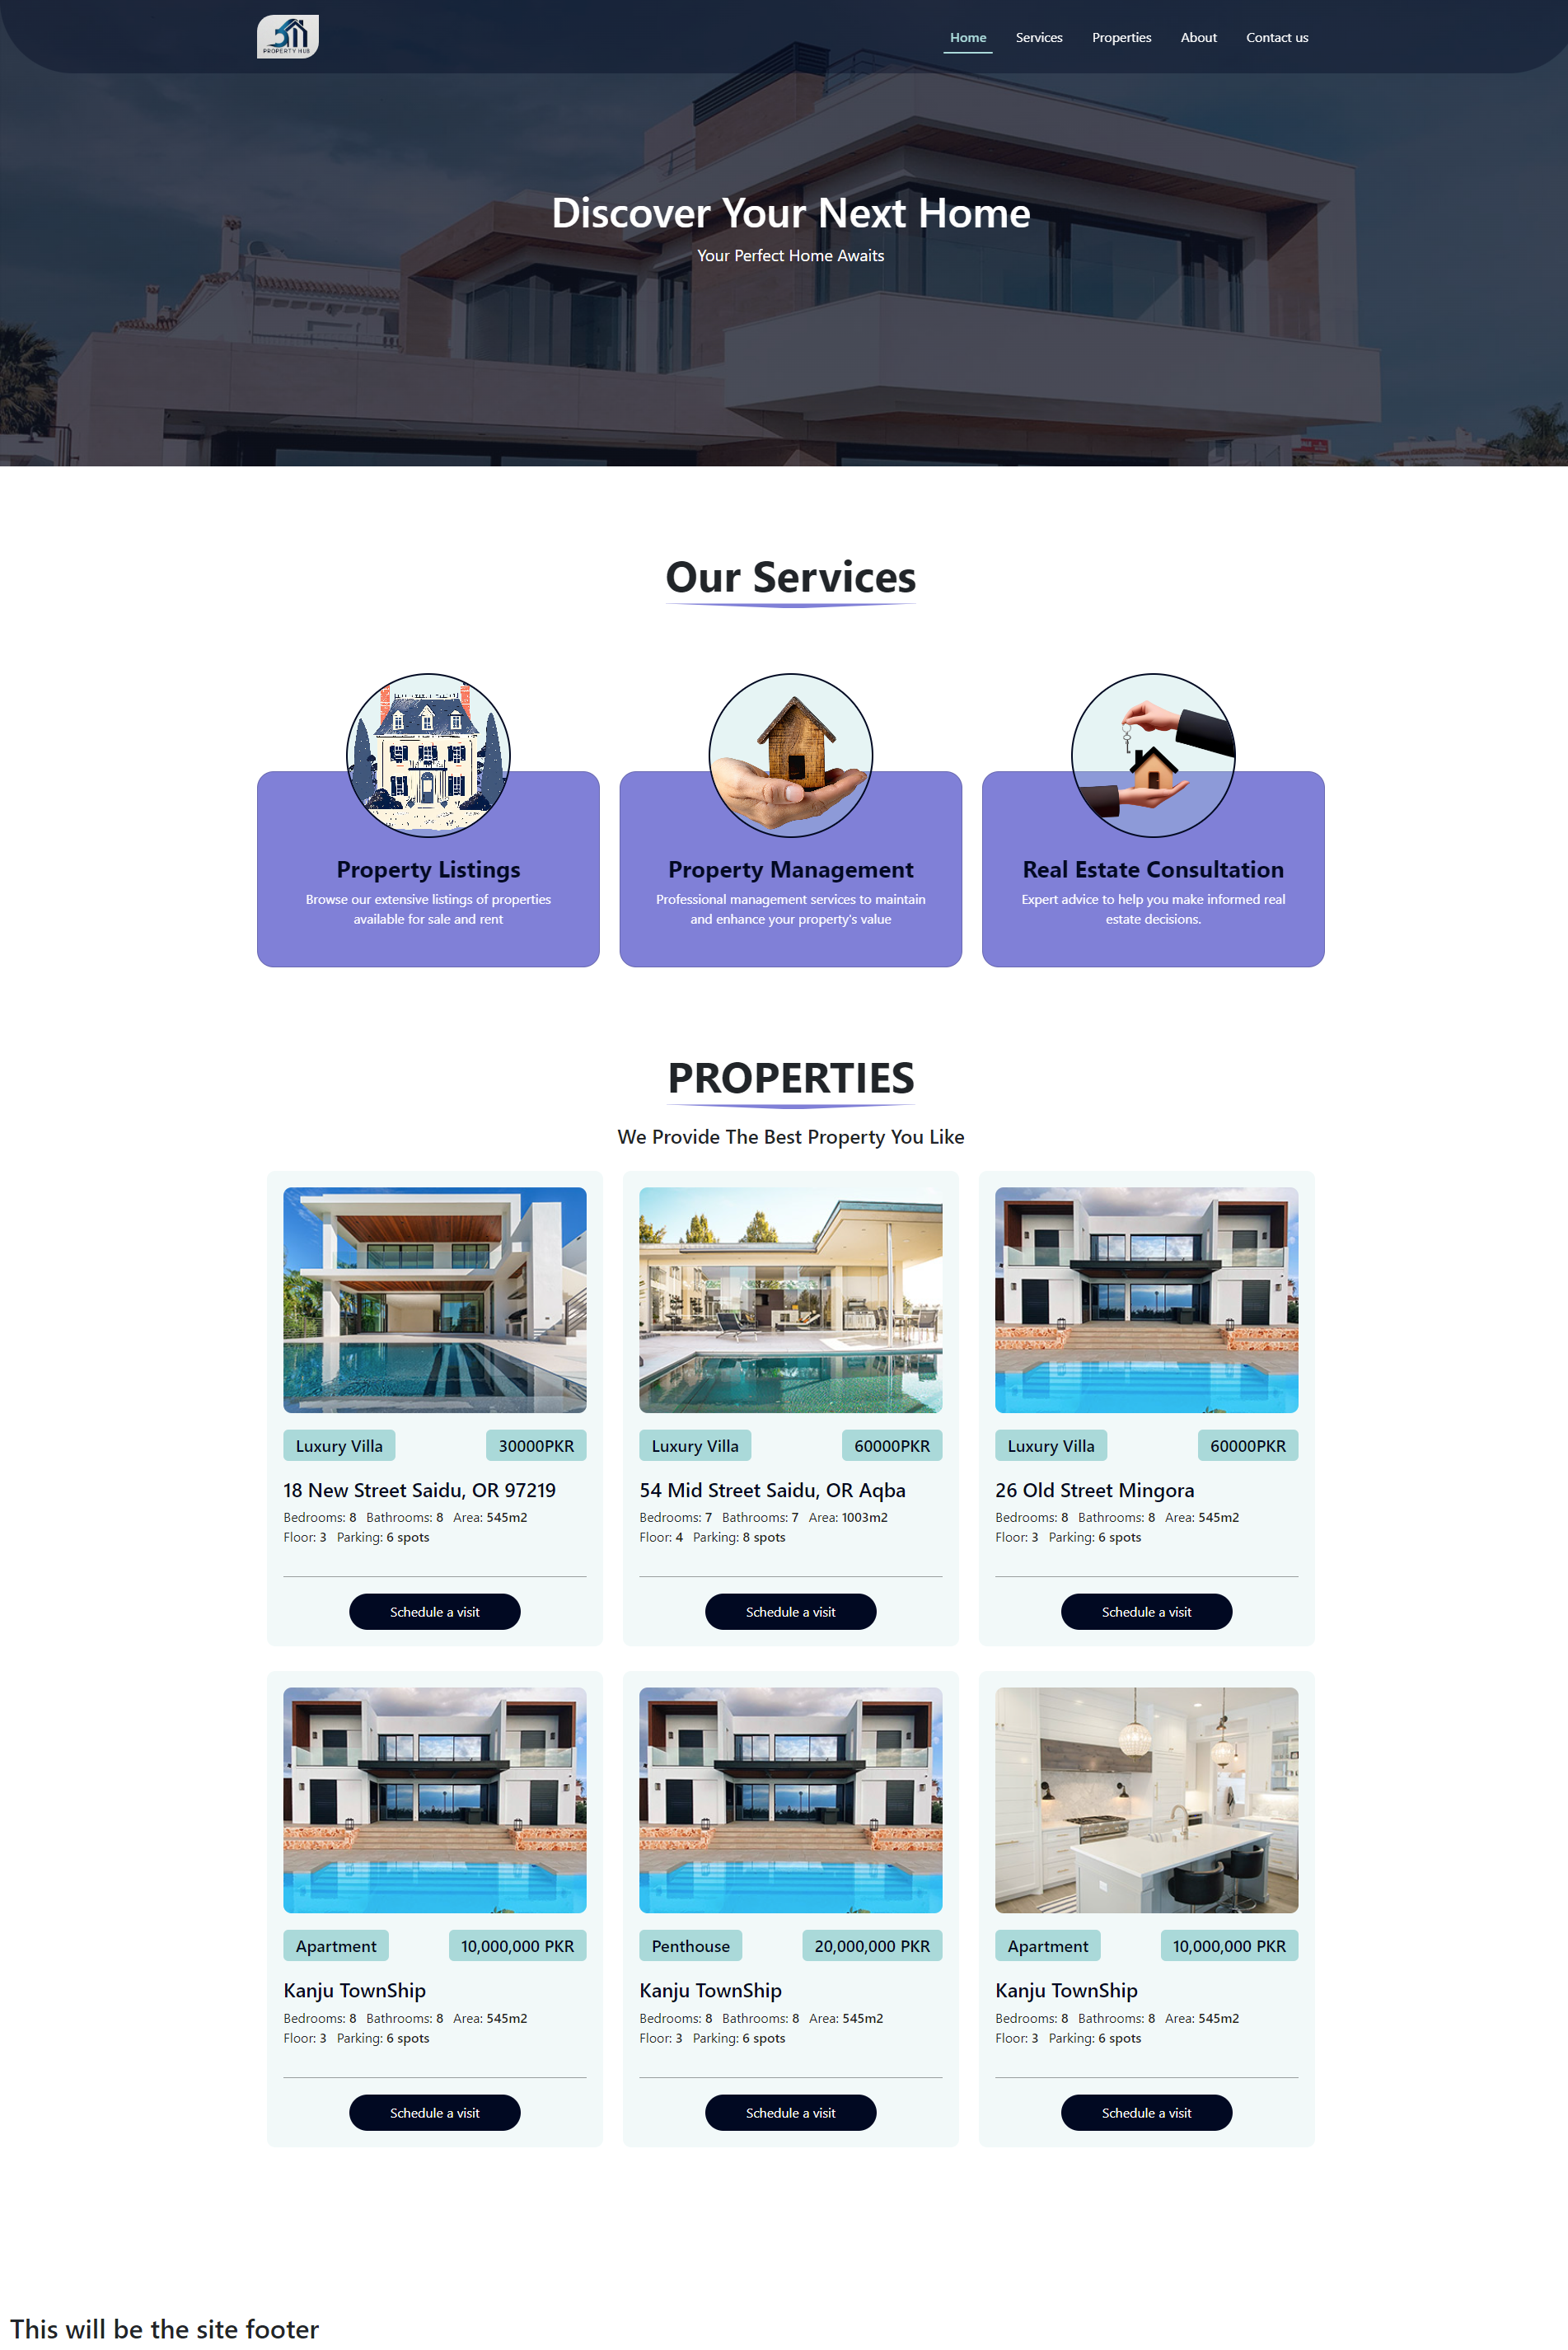 PROPERTY HUB
Home Services Properties About Contact us
Discover Your Next Home
Your Perfect Home Awaits
Our Services
Property Listings
Browse our extensive listings of properties
available for sale and rent
Property Management
Professional management services to maintain
and enhance your property's value
Real Estate Consultation
Expert advice to help you make informed real
estate decisions.
PROPERTIES
We Provide The Best Property You Like
Luxury Villa 30000PKR
18 New Street Saidu, OR 97219
Bedrooms: 8 Bathrooms: 8 Area: 545m2
Floor: 3 Parking: 6 spots
Schedule a visit
Luxury Villa 60000PKR
54 Mid Street Saidu, OR Aqba
Bedrooms: 7 Bathrooms: 7 Area: 1003m2
Floor: 4 Parking: 8 spots
Schedule a visit
Luxury Villa 60000PKR
26 Old Street Mingora
Bedrooms: 8 Bathrooms: 8 Area: 545m2
Floor: 3 Parking: 6 spots
Schedule a visit
Apartment 10,000,000 PKR
Kanju TownShip
Bedrooms: 8 Bathrooms: 8 Area: 545m2
Floor: 3 Parking: 6 spots
Schedule a visit
Penthouse 20,000,000 PKR
Kanju TownShip
Bedrooms: 8 Bathrooms: 8 Area: 545m2
Floor: 3 Parking: 6 spots
Schedule a visit
Apartment 10,000,000 PKR
Kanju TownShip
Bedrooms: 8 Bathrooms: 8 Area: 545m2
Floor: 3 Parking: 6 spots
Schedule a visit
This will be the site footer